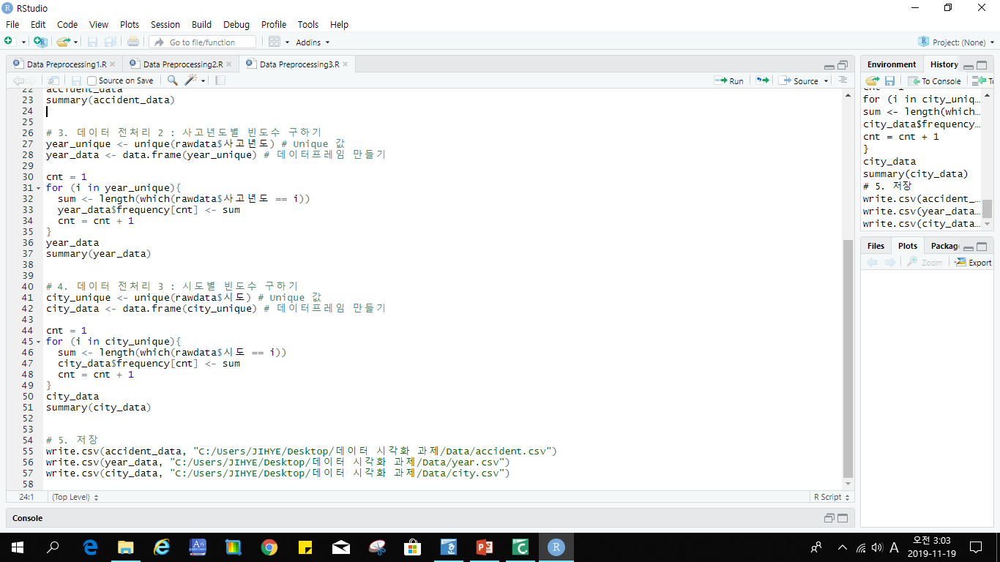 RStudio
File Edit Code View Plots Session Build Debug Profile Tools Help
Go to file/function Addins Project: (None)
Data Preprocessing1.R Data Preprocessing2.R Data Preprocessing3.R
Source on Save Run Source
22 accident_data
23 summary(accident_data)
24
25
26 # 3. 데이터 전처리 2 : 사고년도별 빈도수 구하기
27 year_unique <- unique(rawdata$사고년도) # Unique 값
28 year_data <- data.frame(year_unique) # 데이터프레임 만들기
29
30 cnt = 1
31 for (i in year_unique){
32 sum <- length(which(rawdata$사고년도 == i))
33 year_data$frequency[cnt] <- sum
34 cnt = cnt + 1
35 }
36 year_data
37 summary(year_data)
38
39
40 # 4. 데이터 전처리 3 : 시도별 빈도수 구하기
41 city_unique <- unique(rawdata$시도) # Unique 값
42 city_data <- data.frame(city_unique) # 데이터프레임 만들기
43
44 cnt = 1
45 for (i in city_unique){
46 sum <- length(which(rawdata$시도 == i))
47 city_data$frequency[cnt] <- sum
48 cnt = cnt + 1
49 }
50 city_data
51 summary(city_data)
52
53
54 # 5. 저장
55 write.csv(accident_data, "C:/Users/JIHYE/Desktop/데이터 시각화 과제/Data/accident.csv")
56 write.csv(year_data, "C:/Users/JIHYE/Desktop/데이터 시각화 과제/Data/year.csv")
57 write.csv(city_data, "C:/Users/JIHYE/Desktop/데이터 시각화 과제/Data/city.csv")
58
24:1 (Top Level) R Script
Console
Environment History
To Console
cnt = 1
for (i in city_uniq…
sum <- length(which…
city_data$frequency…
cnt = cnt + 1
}
city_data
summary(city_data)
# 5. 저장
write.csv(accident_…
write.csv(year_data…
write.csv(city_data…
Files Plots Packag
Zoom Export
A 오전 3:03
2019-11-19